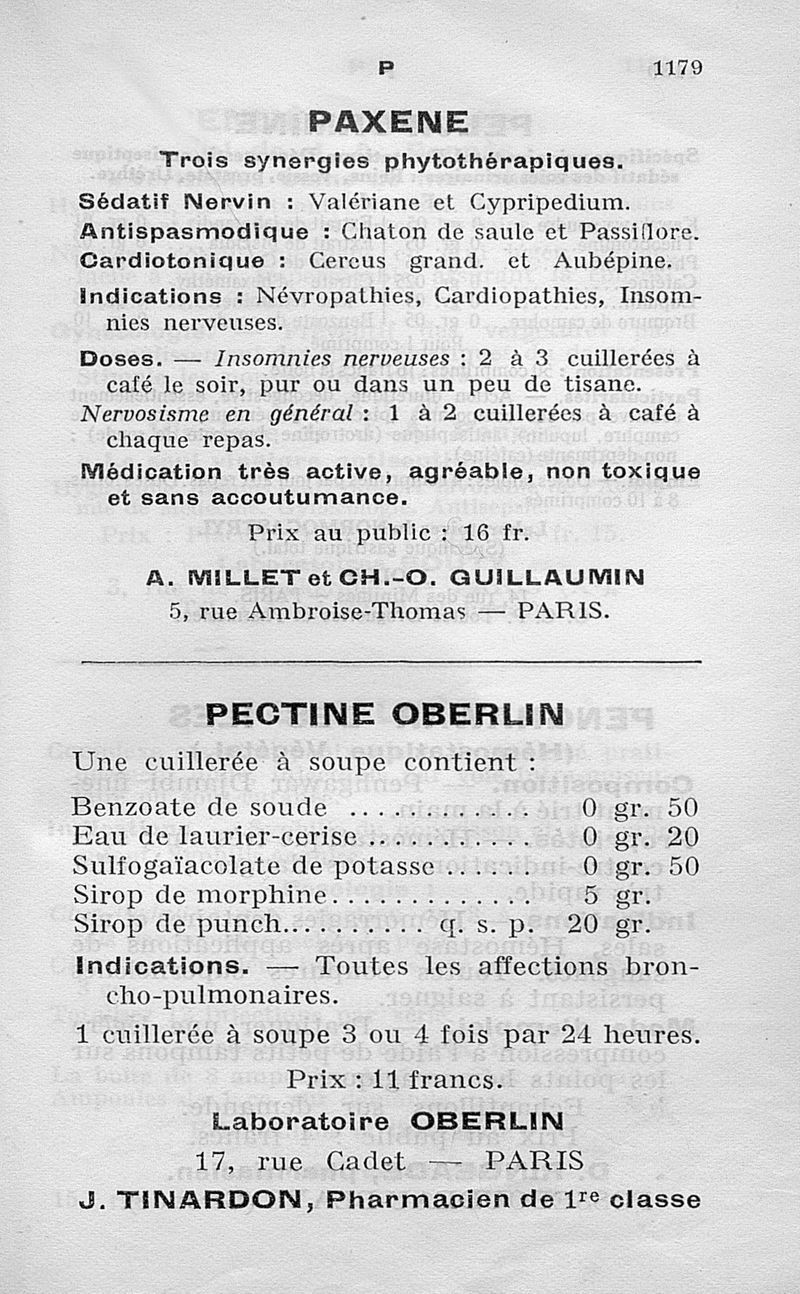 P 1179
PAXENE
Trois synergies phytothérapiques.
Sédatif Nervin : Valériane et Cypripedium.
Antispasmodique : Chaton de saule et Passiflore.
Cardiotonique : Cereus grand. et Aubépine.
Indications : Névropathies, Cardiopathies, Insom-
nies nerveuses.
Doses. — Insomnies nerveuses : 2 à 3 cuillerées à
café le soir, pur ou dans un peu de tisane.
Nervosisme en général : 1 à 2 cuillerées à café à
chaque repas.
Médication très active, agréable, non toxique
et sans accoutumance.
Prix au public : 16 fr.
A. MILLET et CH.-O. GUILLAUMIN
5, rue Ambroise-Thomas — PARIS.
PECTINE OBERLIN
Une cuillerée à soupe contient :
Benzoate de soude ............ 0 gr. 50
Eau de laurier-cerise ........... 0 gr. 20
Sulfogaïacolate de potasse ...... 0 gr. 50
Sirop de morphine............. 5 gr.
Sirop de punch.......... q. s. p. 20 gr.
Indications. — Toutes les affections bron-
cho-pulmonaires.
1 cuillerée à soupe 3 ou 4 fois par 24 heures.
Prix : 11 francs.
Laboratoire OBERLIN
17, rue Cadet — PARIS
J. TINARDON, Pharmacien de 1re classe